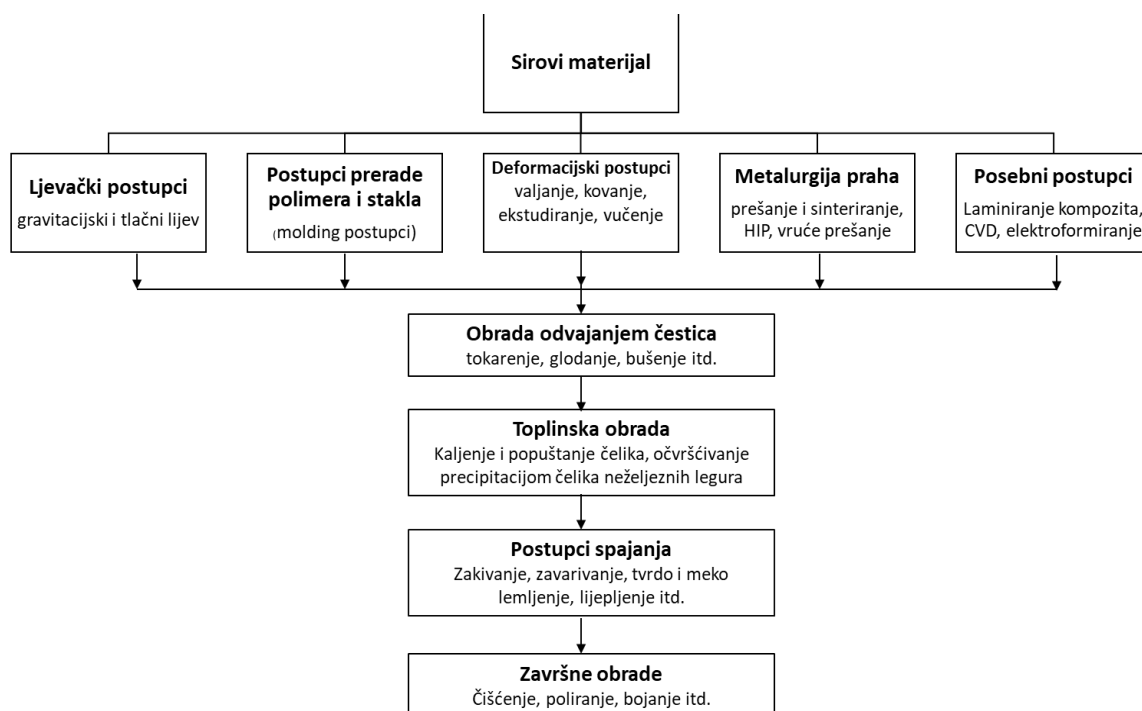 Sirovi materijal
Ljevački postupci
gravitacijski i tlačni lijev
Postupci prerade
polimera i stakla
(molding postupci)
Deformacijski postupci
valjanje, kovanje,
ekstudiranje, vučenje
Metalurgija praha
prešanje i sinteriranje,
HIP, vruće prešanje
Posebni postupci
Laminiranje kompozita,
CVD, elektroformiranje
Obrada odvajanjem čestica
tokarenje, glodanje, bušenje itd.
Toplinska obrada
Kaljenje i popuštanje čelika, očvršćivanje
precipitacijom čelika neželjeznih legura
Postupci spajanja
Zakivanje, zavarivanje, tvrdo i meko
lemljenje, lijepljenje itd.
Završne obrade
Čišćenje, poliranje, bojanje itd.